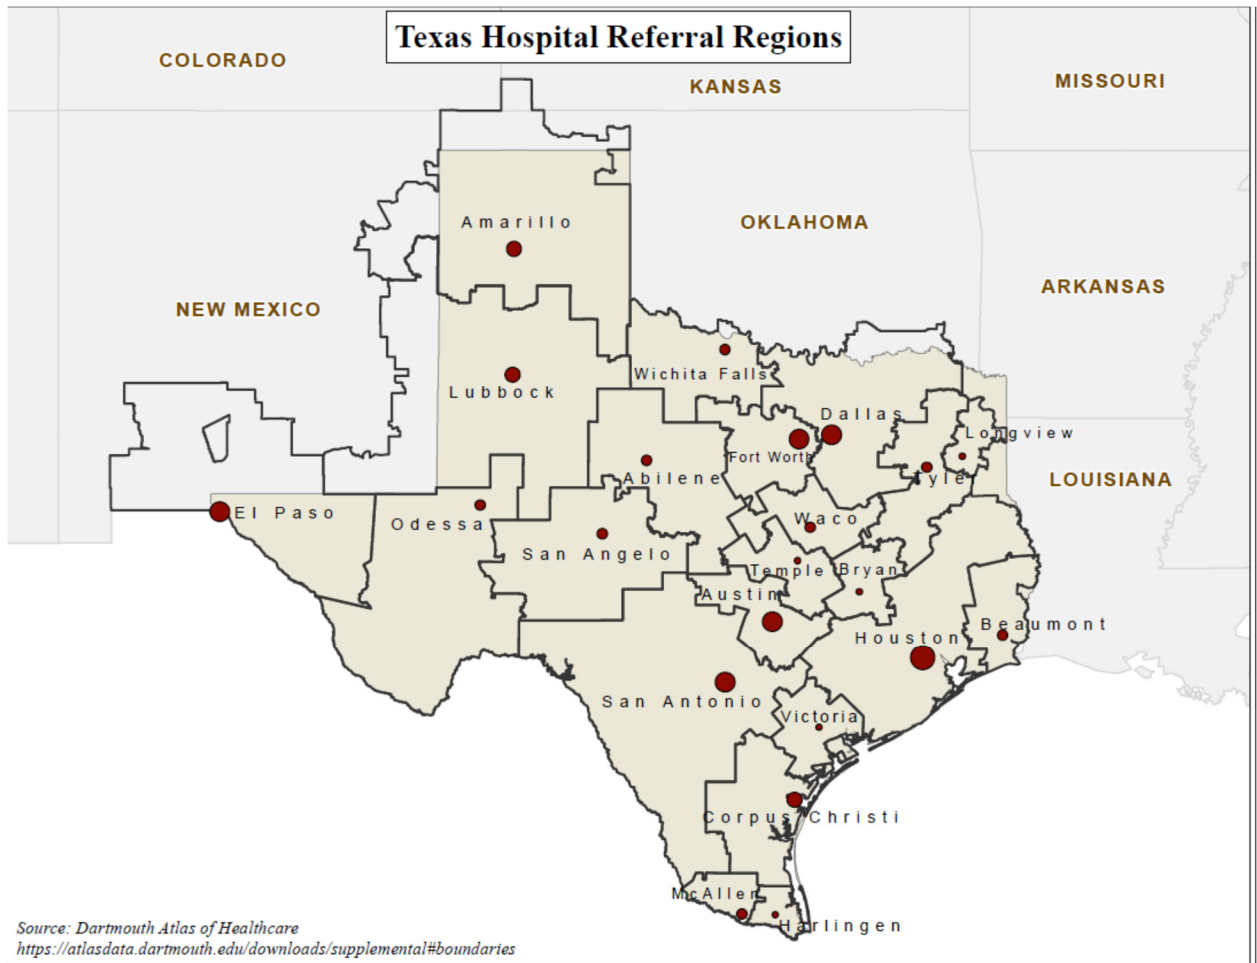 Texas Hospital Referral Regions
COLORADO
KANSAS
MISSOURI
Amarillo
OKLAHOMA
ARKANSAS
NEW MEXICO
Wichita Falls
Lubbock
Dallas
Longview
Fort Worth
Abilene
Tyler
LOUISIANA
El Paso
Odessa
Waco
San Angelo
Temple
Bryan
Austin
Beaumont
Houston
San Antonio
Victoria
Corpus Christi
McAllen
Harlingen
Source: Dartmouth Atlas of Healthcare
https://atlasdata.dartmouth.edu/downloads/supplemental#boundaries